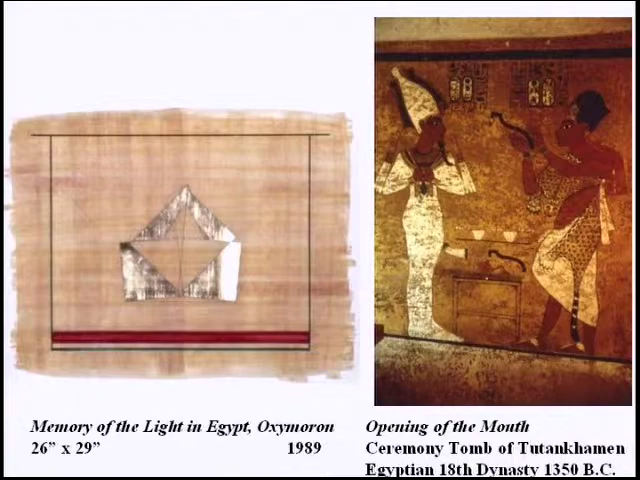 Memory of the Light in Egypt, Oxymoron
26” x 29”
1989
Opening of the Mouth
Ceremony Tomb of Tutankhamen
Egyptian 18th Dynasty 1350 B.C.